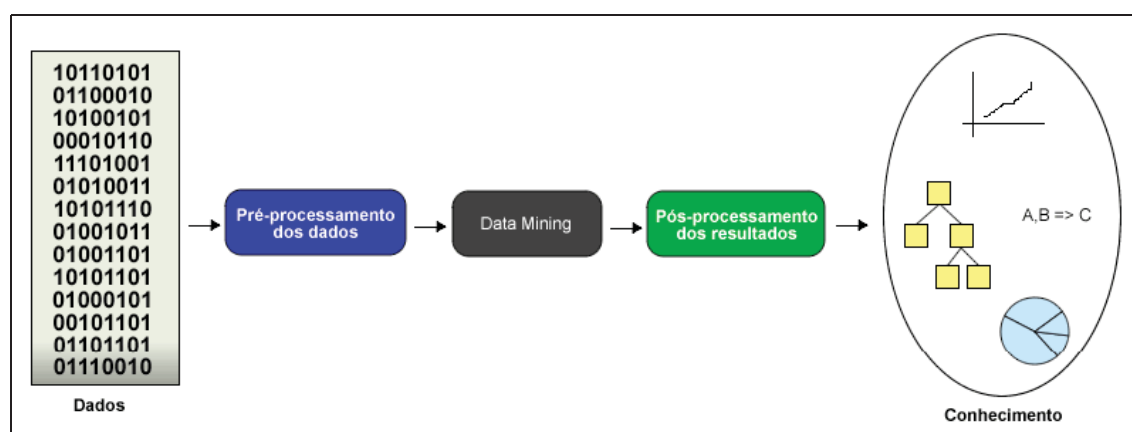 10110101
01100010
10100101
00010110
11101001
01010011
10101110
01001011
01001101
10101101
01000101
00101101
01101101
01110010
Dados
Pré-processamento
dos dados
Data Mining
Pós-processamento
dos resultados
A,B => C
Conhecimento